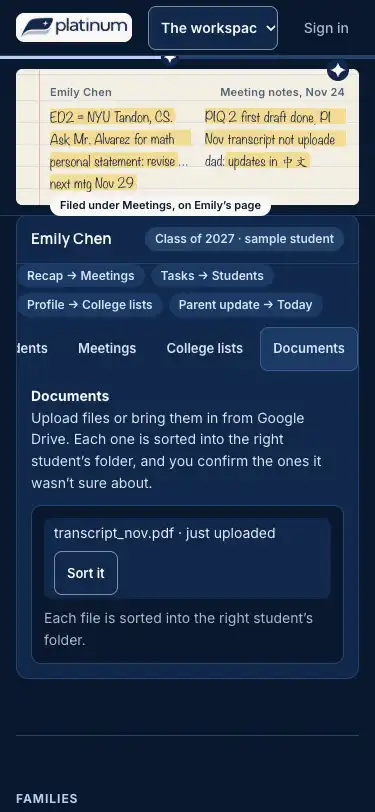 platinum
The workspac
Sign in
Emily Chen
Meeting notes, Nov 24
ED2 = NYU Tandon, CS.
Ask Mr. Alvarez for math
personal statement: revise ...
next mtg Nov 29
PIQ 2 first draft done, PI
Nov transcript not uploade
dad: updates in 中文
Filed under Meetings, on Emily's page
Emily Chen
Class of 2027 · sample student
Recap → Meetings
Tasks → Students
Profile → College lists
Parent update → Today
dents
Meetings
College lists
Documents
Documents
Upload files or bring them in from Google
Drive. Each one is sorted into the right
student's folder, and you confirm the ones it
wasn't sure about.
transcript_nov.pdf · just uploaded
Sort it
Each file is sorted into the right student's
folder.
FAMILIES